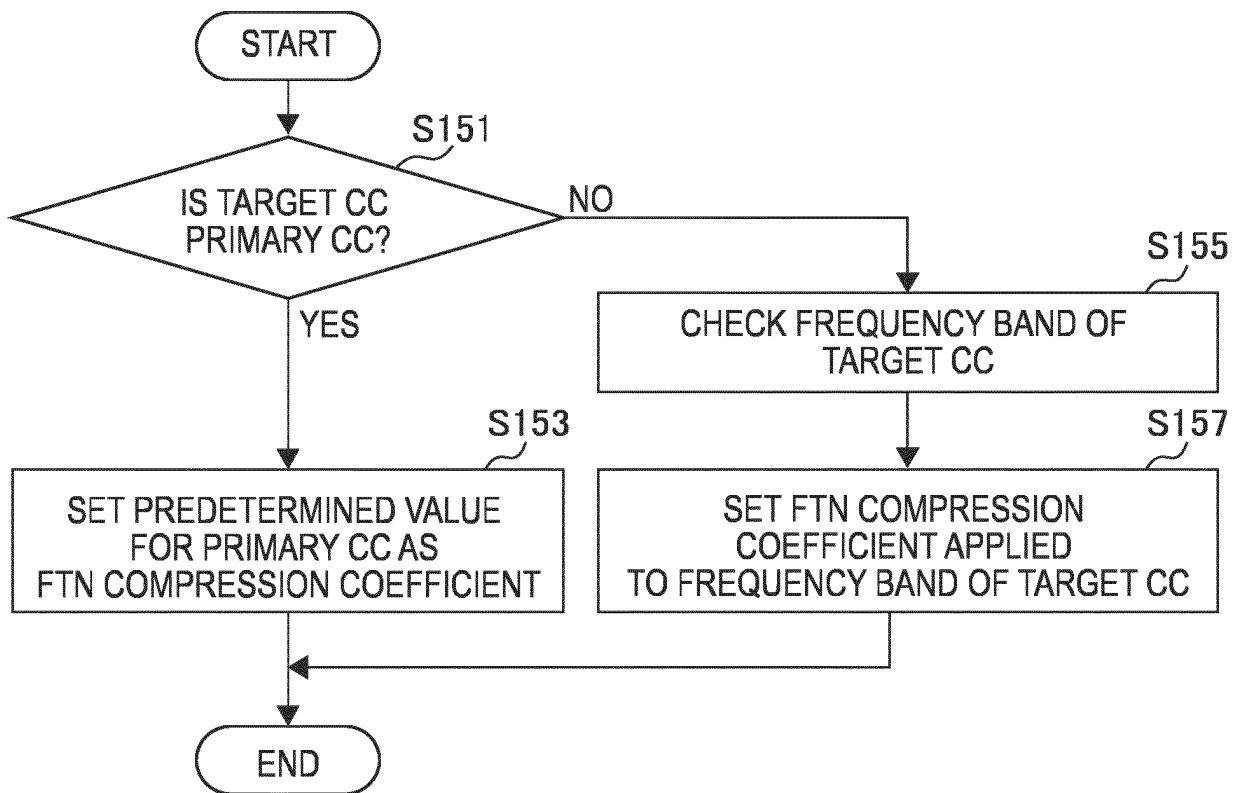 START
S151
IS TARGET CC
PRIMARY CC?
NO
YES
S155
CHECK FREQUENCY BAND OF
TARGET CC
S153
SET PREDETERMINED VALUE
FOR PRIMARY CC AS
FTN COMPRESSION COEFFICIENT
S157
SET FTN COMPRESSION
COEFFICIENT APPLIED
TO FREQUENCY BAND OF TARGET CC
END